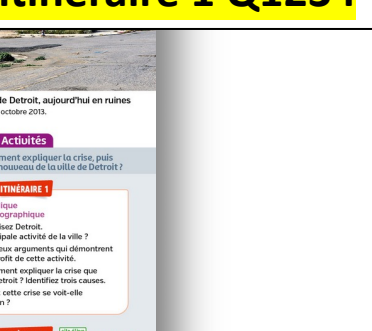 itinéraire 1 Q123 :
de Detroit, aujourd'hui en ruines
octobre 2013.
Activités
ment expliquer la crise, puis
nouveau de la ville de Detroit ?
ITINÉRAIRE 1
ique
ographique
isez Detroit.
ipale activité de la ville ?
eux arguments qui démontrent
rofit de cette activité.
ment expliquer la crise que
etroit ? Identifiez trois causes.
cette crise se voit-elle
n ?